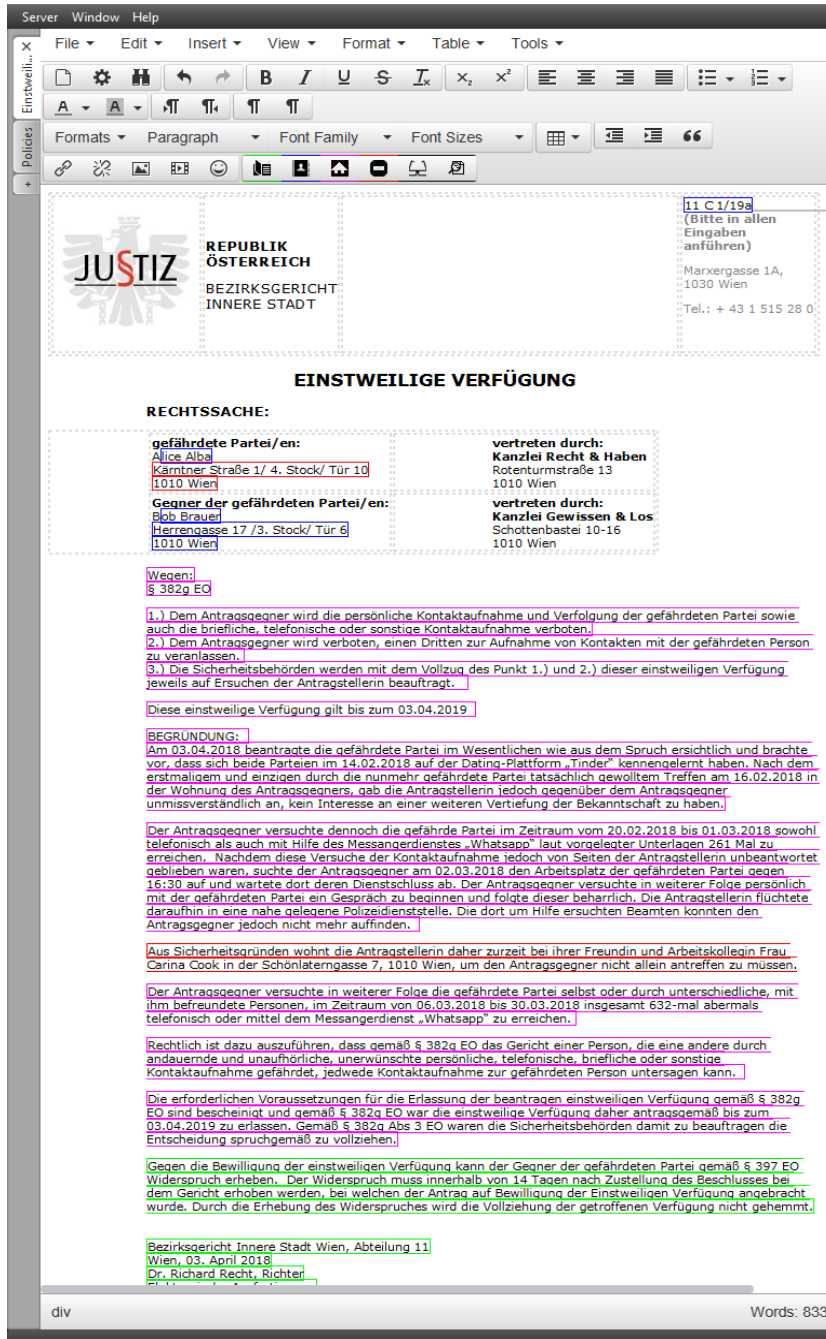 Server Window Help
File Edit Insert View Format Table Tools
Einstweili...
Policies
Formats Paragraph Font Family Font Sizes
JU§TIZ
REPUBLIK
ÖSTERREICH
BEZIRKSGERICHT
INNERE STADT
11 C 1/19a
(Bitte in allen
Eingaben
anführen)
Marxergasse 1A,
1030 Wien
Tel.: + 43 1 515 28 0
EINSTWEILIGE VERFÜGUNG
RECHTSSACHE:
gefährdete Partei/en:
Alice Alba
Kärntner Straße 1/ 4. Stock/ Tür 10
1010 Wien
vertreten durch:
Kanzlei Recht & Haben
Rotenturmstraße 13
1010 Wien
Gegner der gefährdeten Partei/en:
Bob Brauer
Herrengasse 17 /3. Stock/ Tür 6
1010 Wien
vertreten durch:
Kanzlei Gewissen & Los
Schottenbastei 10-16
1010 Wien
Wegen:
§ 382g EO
1.) Dem Antragsgegner wird die persönliche Kontaktaufnahme und Verfolgung der gefährdeten Partei sowie
auch die briefliche, telefonische oder sonstige Kontaktaufnahme verboten.
2.) Dem Antragsgegner wird verboten, einen Dritten zur Aufnahme von Kontakten mit der gefährdeten Person
zu veranlassen.
3.) Die Sicherheitsbehörden werden mit dem Vollzug des Punkt 1.) und 2.) dieser einstweiligen Verfügung
jeweils auf Ersuchen der Antragstellerin beauftragt.
Diese einstweilige Verfügung gilt bis zum 03.04.2019
BEGRÜNDUNG:
Am 03.04.2018 beantragte die gefährdete Partei im Wesentlichen wie aus dem Spruch ersichtlich und brachte
vor, dass sich beide Parteien im 14.02.2018 auf der Dating-Plattform „Tinder" kennengelernt haben. Nach dem
erstmaligem und einzigen durch die nunmehr gefährdete Partei tatsächlich gewolltem Treffen am 16.02.2018 in
der Wohnung des Antragsgegners, gab die Antragstellerin jedoch gegenüber dem Antragsgegner
unmissverständlich an, kein Interesse an einer weiteren Vertiefung der Bekanntschaft zu haben.
Der Antragsgegner versuchte dennoch die gefährde Partei im Zeitraum vom 20.02.2018 bis 01.03.2018 sowohl
telefonisch als auch mit Hilfe des Messangerdienstes „Whatsapp" laut vorgelegter Unterlagen 261 Mal zu
erreichen. Nachdem diese Versuche der Kontaktaufnahme jedoch von Seiten der Antragstellerin unbeantwortet
geblieben waren, suchte der Antragsgegner am 02.03.2018 den Arbeitsplatz der gefährdeten Partei gegen
16:30 auf und wartete dort deren Dienstschluss ab. Der Antragsgegner versuchte in weiterer Folge persönlich
mit der gefährdeten Partei ein Gespräch zu beginnen und folgte dieser beharrlich. Die Antragstellerin flüchtete
daraufhin in eine nahe gelegene Polizeidienststelle. Die dort um Hilfe ersuchten Beamten konnten den
Antragsgegner jedoch nicht mehr auffinden.
Aus Sicherheitsgründen wohnt die Antragstellerin daher zurzeit bei ihrer Freundin und Arbeitskollegin Frau
Carina Cook in der Schönlaterngasse 7, 1010 Wien, um den Antragsgegner nicht allein antreffen zu müssen.
Der Antragsgegner versuchte in weiterer Folge die gefährdete Partei selbst oder durch unterschiedliche, mit
ihm befreundete Personen, im Zeitraum von 06.03.2018 bis 30.03.2018 insgesamt 632-mal abermals
telefonisch oder mittel dem Messangerdienst „Whatsapp" zu erreichen.
Rechtlich ist dazu auszuführen, dass gemäß § 382g EO das Gericht einer Person, die eine andere durch
andauernde und unaufhörliche, unerwünschte persönliche, telefonische, briefliche oder sonstige
Kontaktaufnahme gefährdet, jedwede Kontaktaufnahme zur gefährdeten Person untersagen kann.
Die erforderlichen Voraussetzungen für die Erlassung der beantragen einstweiligen Verfügung gemäß § 382g
EO sind bescheinigt und gemäß § 382g EO war die einstweilige Verfügung daher antragsgemäß bis zum
03.04.2019 zu erlassen. Gemäß § 382g Abs 3 EO waren die Sicherheitsbehörden damit zu beauftragen die
Entscheidung spruchgemäß zu vollziehen.
Gegen die Bewilligung der einstweiligen Verfügung kann der Gegner der gefährdeten Partei gemäß § 397 EO
Widerspruch erheben. Der Widerspruch muss innerhalb von 14 Tagen nach Zustellung des Beschlusses bei
dem Gericht erhoben werden, bei welchen der Antrag auf Bewilligung der Einstweiligen Verfügung angebracht
wurde. Durch die Erhebung des Widerspruches wird die Vollziehung der getroffenen Verfügung nicht gehemmt.
Bezirksgericht Innere Stadt Wien, Abteilung 11
Wien, 03. April 2018
Dr. Richard Recht, Richter
div
Words: 833